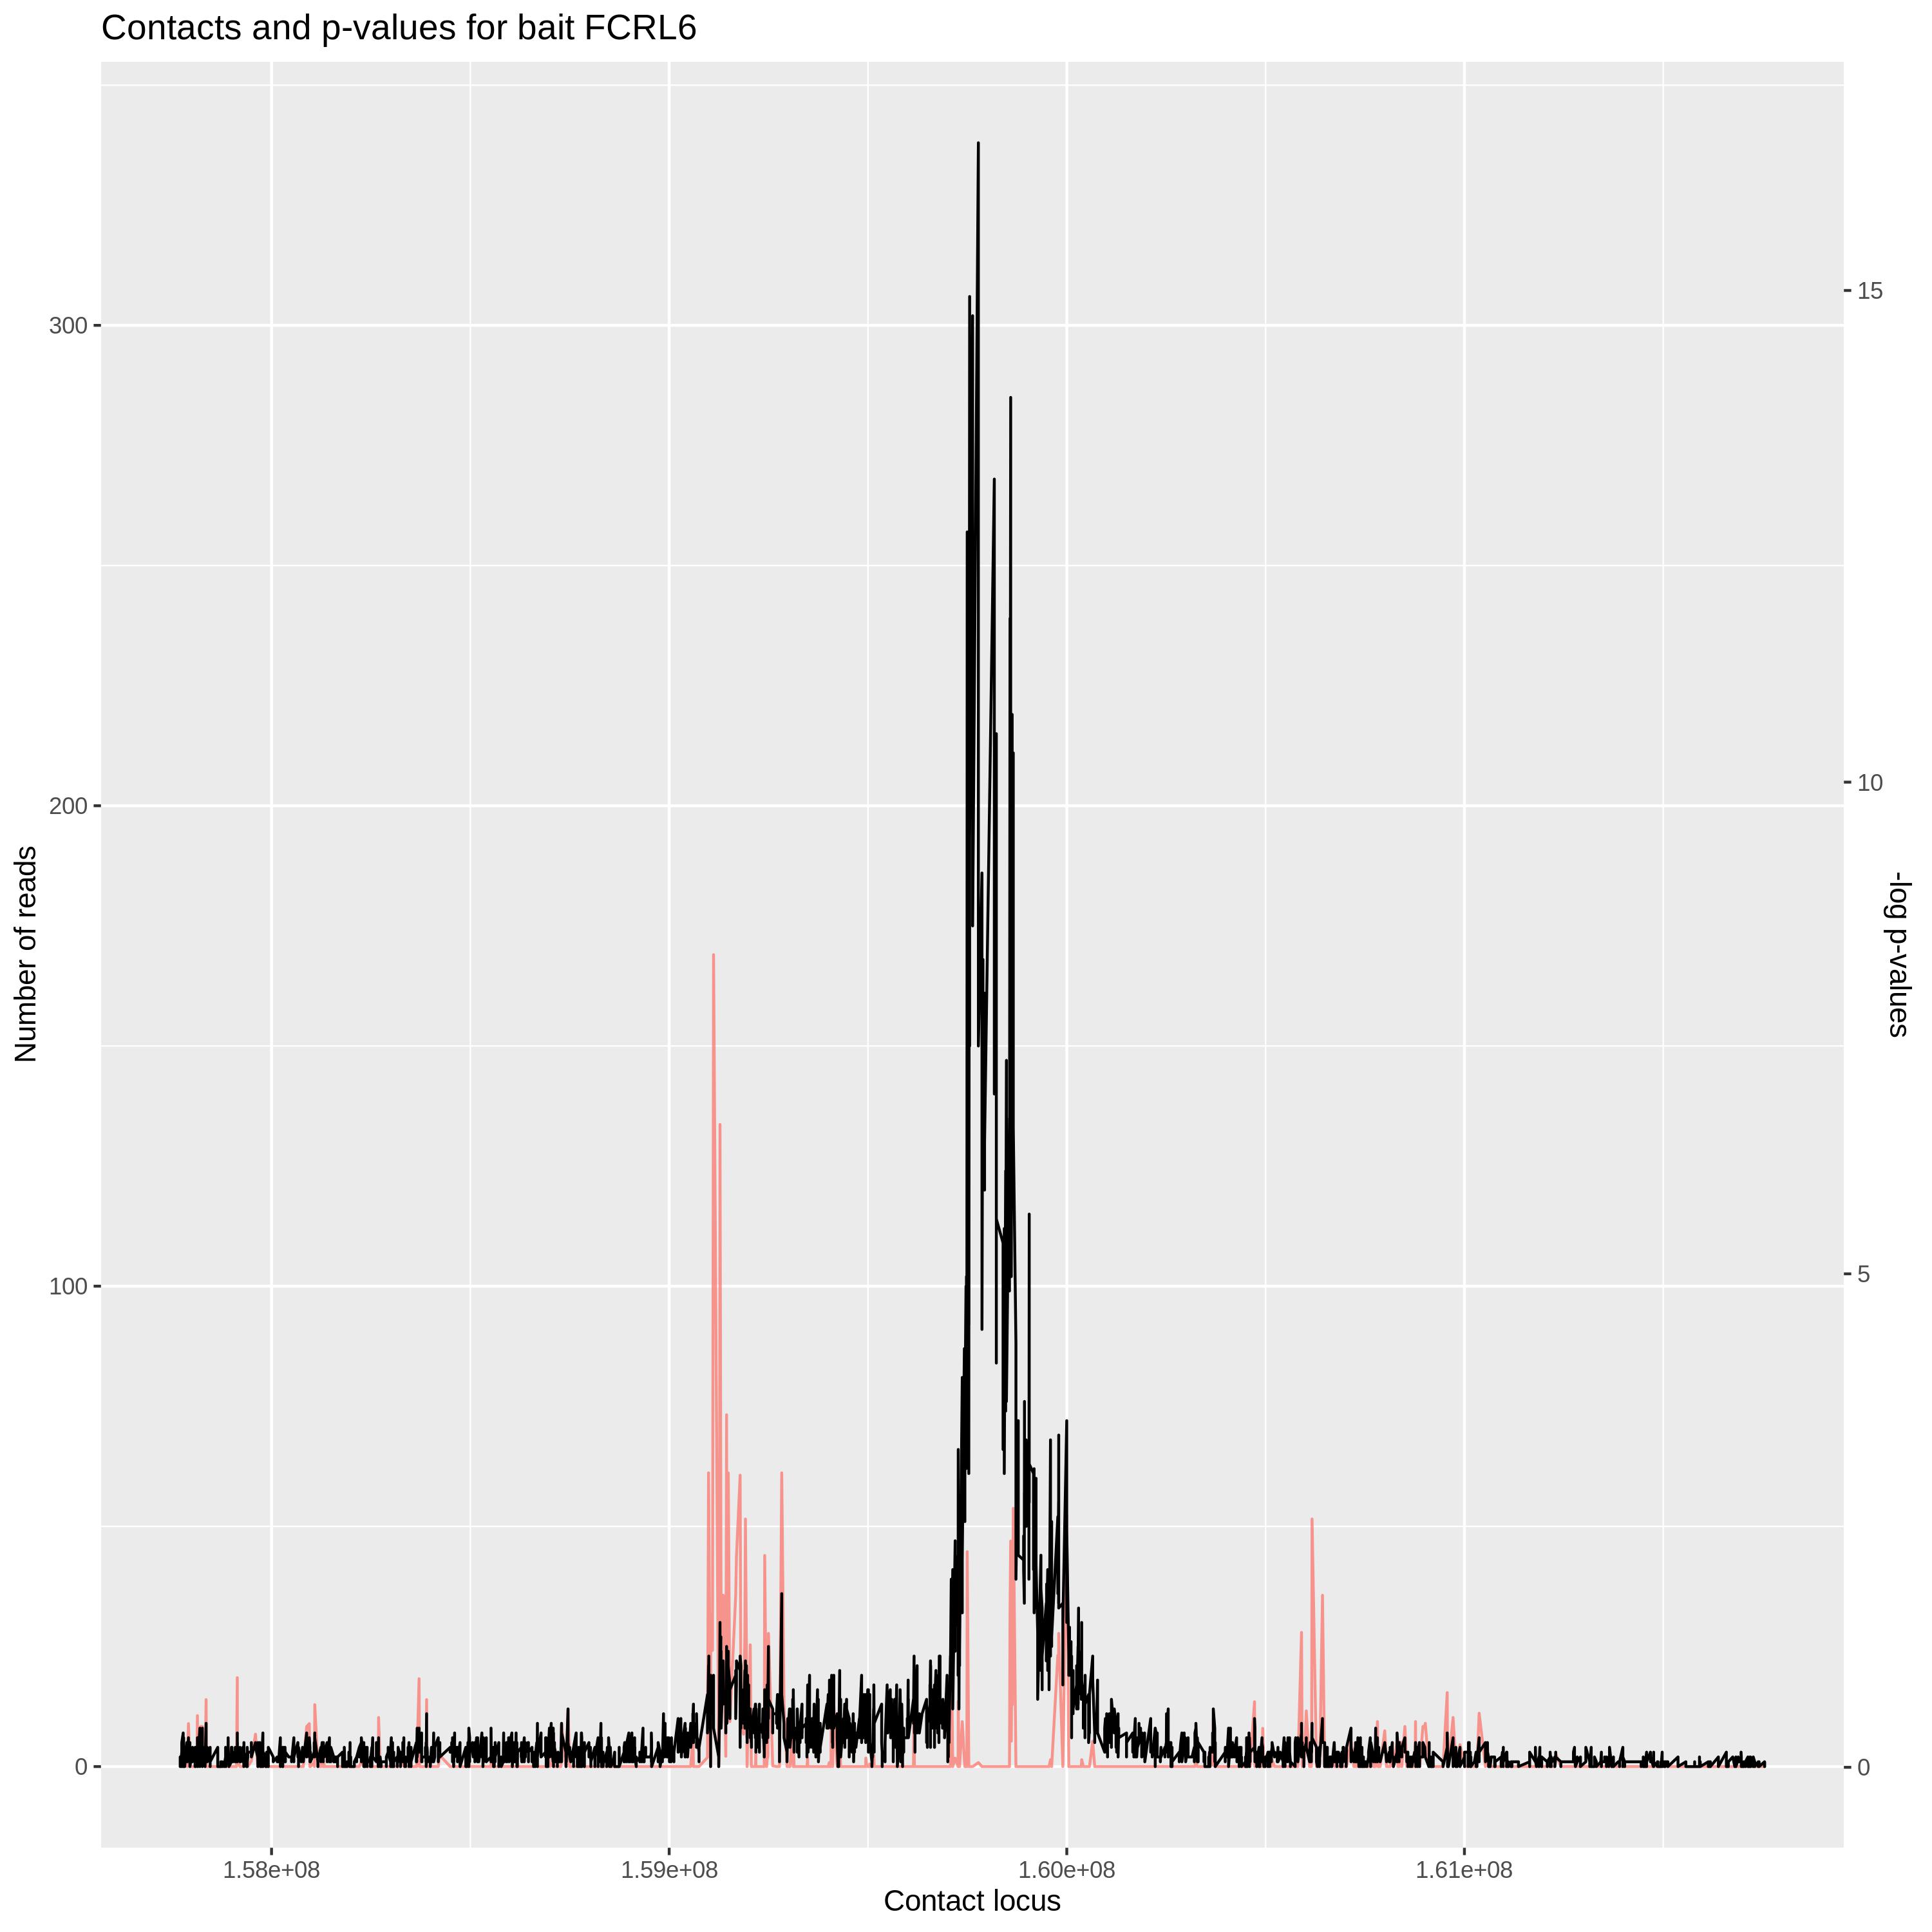 Contacts and p-values for bait FCRL6
300
200
100
0
Number of reads
15
10
5
0
-log p-values
1.58e+08 1.59e+08 1.60e+08 1.61e+08
Contact locus